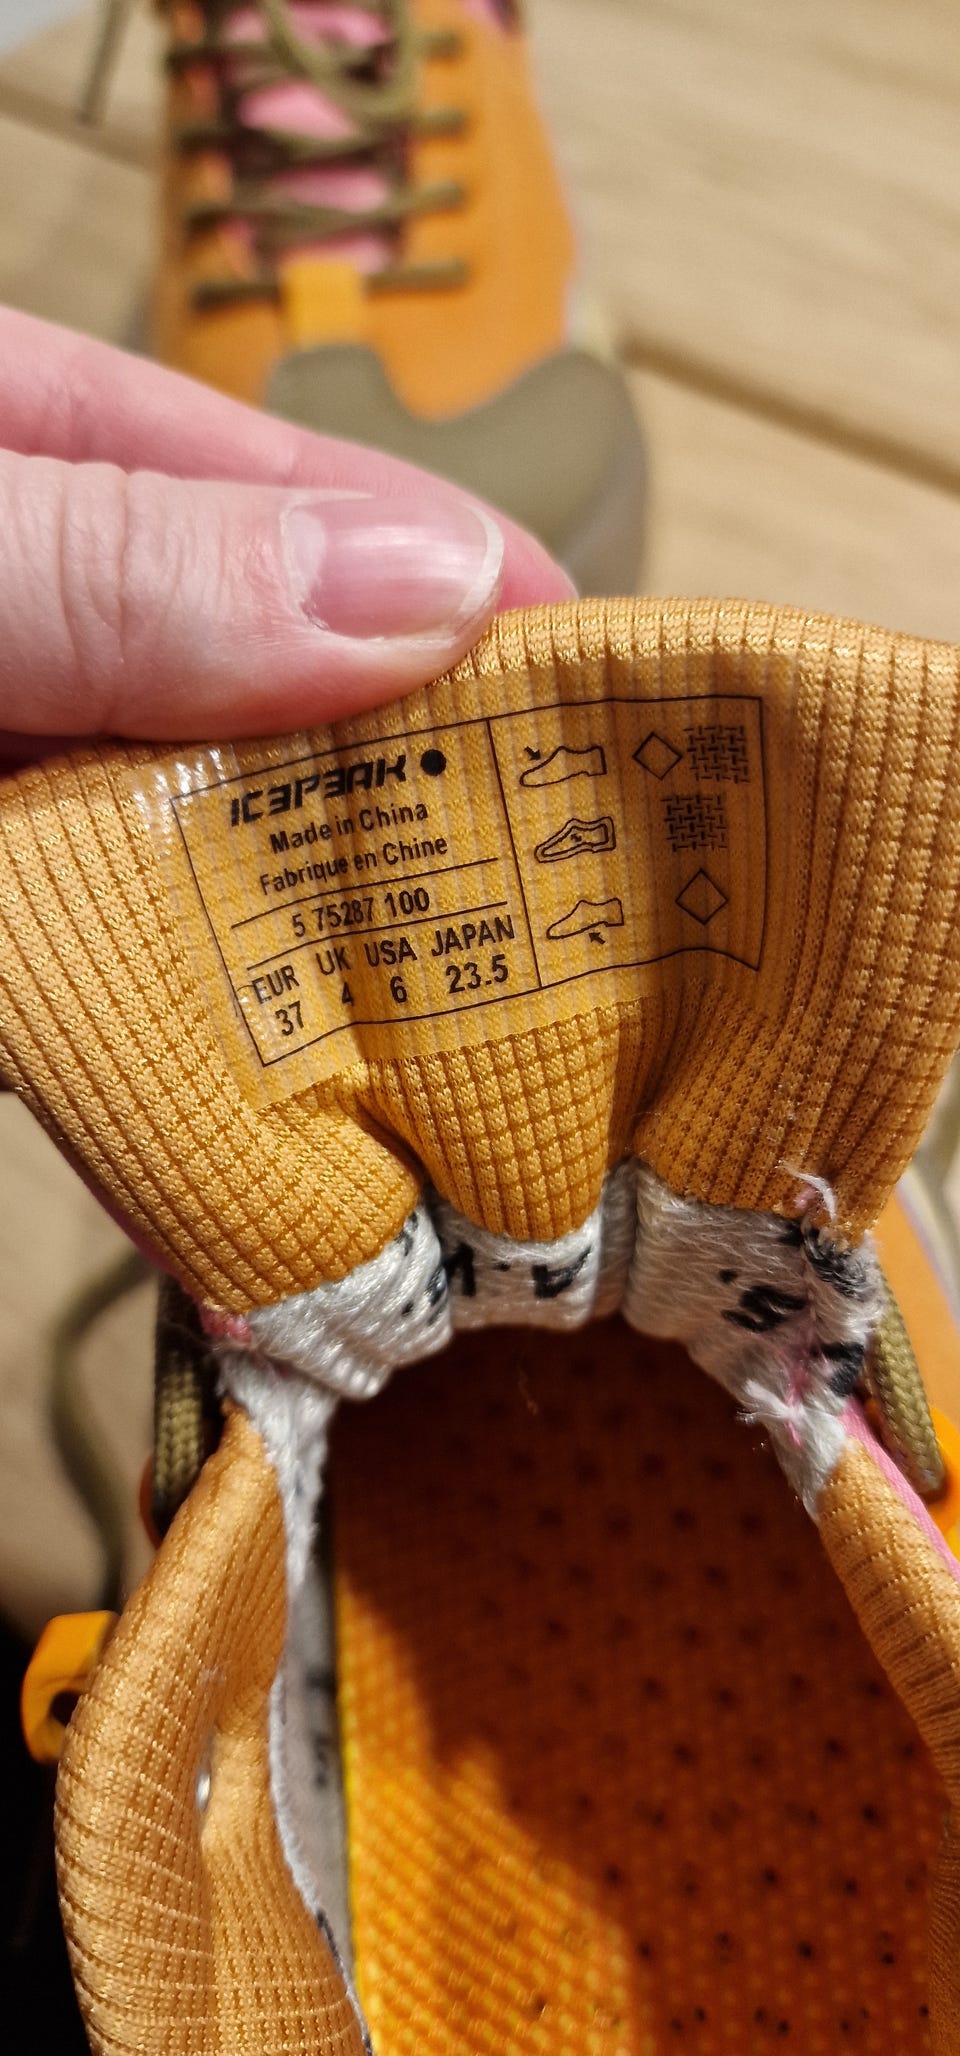 ICEPEAK
Made in China
Fabrique en Chine
5 75287 100
EUR UK USA JAPAN
37 4 6 23.5